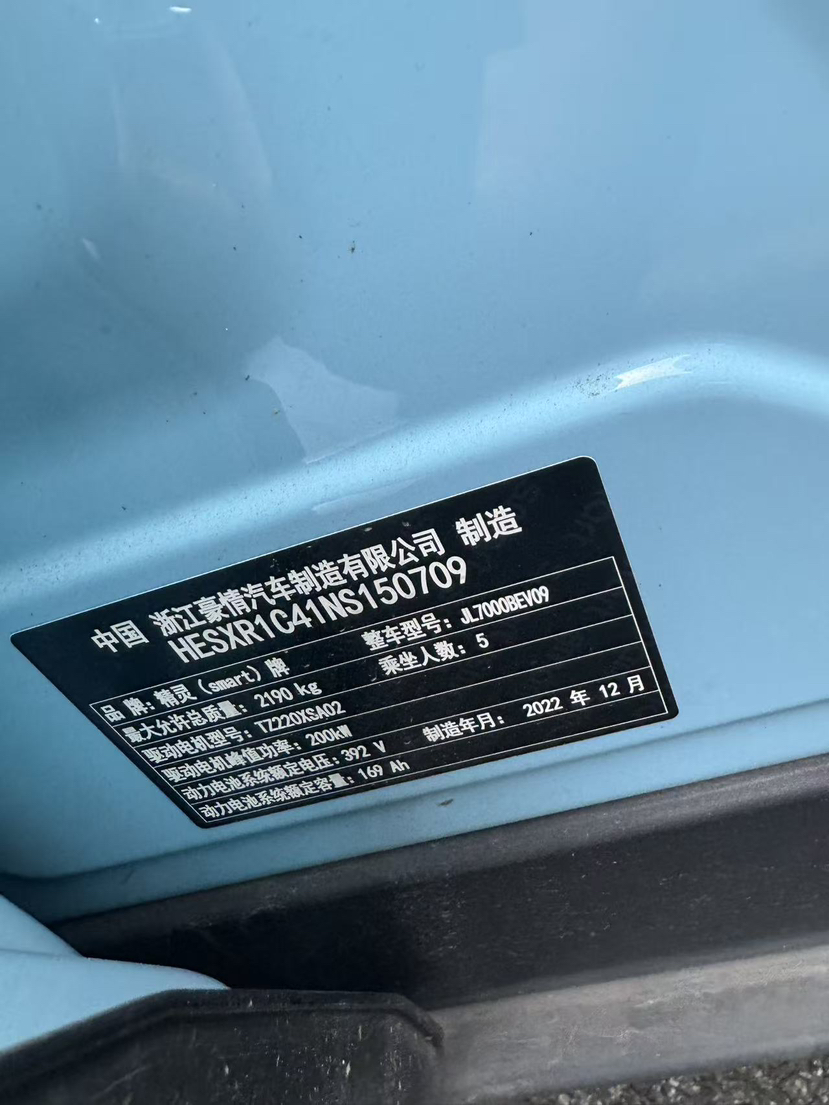 中国 浙江豪情汽车制造有限公司 制造
HESXR1C41NS150709
品 牌：精灵（smart）牌 整车型号：JL7000BEV09
最大允许总质量：2190 kg 乘坐人数：5
驱动电机型号：TZ220XSA02
驱动电机峰值功率：200kW
动力电池系统额定电压：392 V 制造年月：2022 年 12 月
动力电池系统额定容量：169 Ah